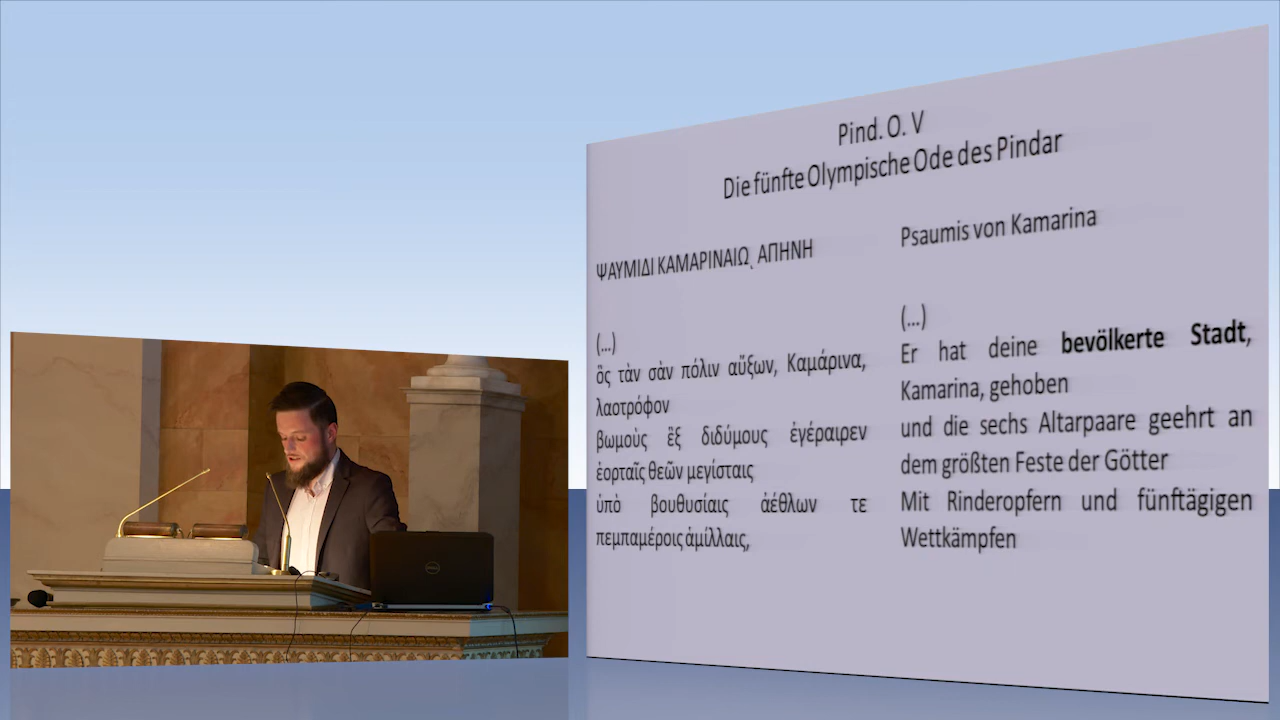 Pind. O. V
Die fünfte Olympische Ode des Pindar
ΨΑΥΜΙΔΙ ΚΑΜΑΡΙΝΑΙΩͺ ΑΠΗΝΗ
(...)
ὃς τὰν σὰν πόλιν αὔξων, Καμάρινα,
λαοτρόφον
βωμοὺς ἓξ διδύμους ἐγέραιρεν
ἑορταῖς θεῶν μεγίσταις
ὑπὸ βουθυσίαις ἀέθλων τε
πεμπαμέροις ἁμίλλαις,
Psaumis von Kamarina
(...)
Er hat deine bevölkerte Stadt,
Kamarina, gehoben
und die sechs Altarpaare geehrt an
dem größten Feste der Götter
Mit Rinderopfern und fünftägigen
Wettkämpfen
DELL